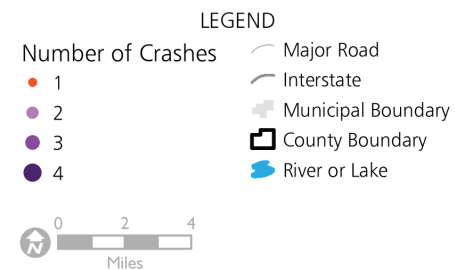 LEGEND
Number of Crashes
1
2
3
4
Major Road
Interstate
Municipal Boundary
County Boundary
River or Lake
N
0 2 4
Miles